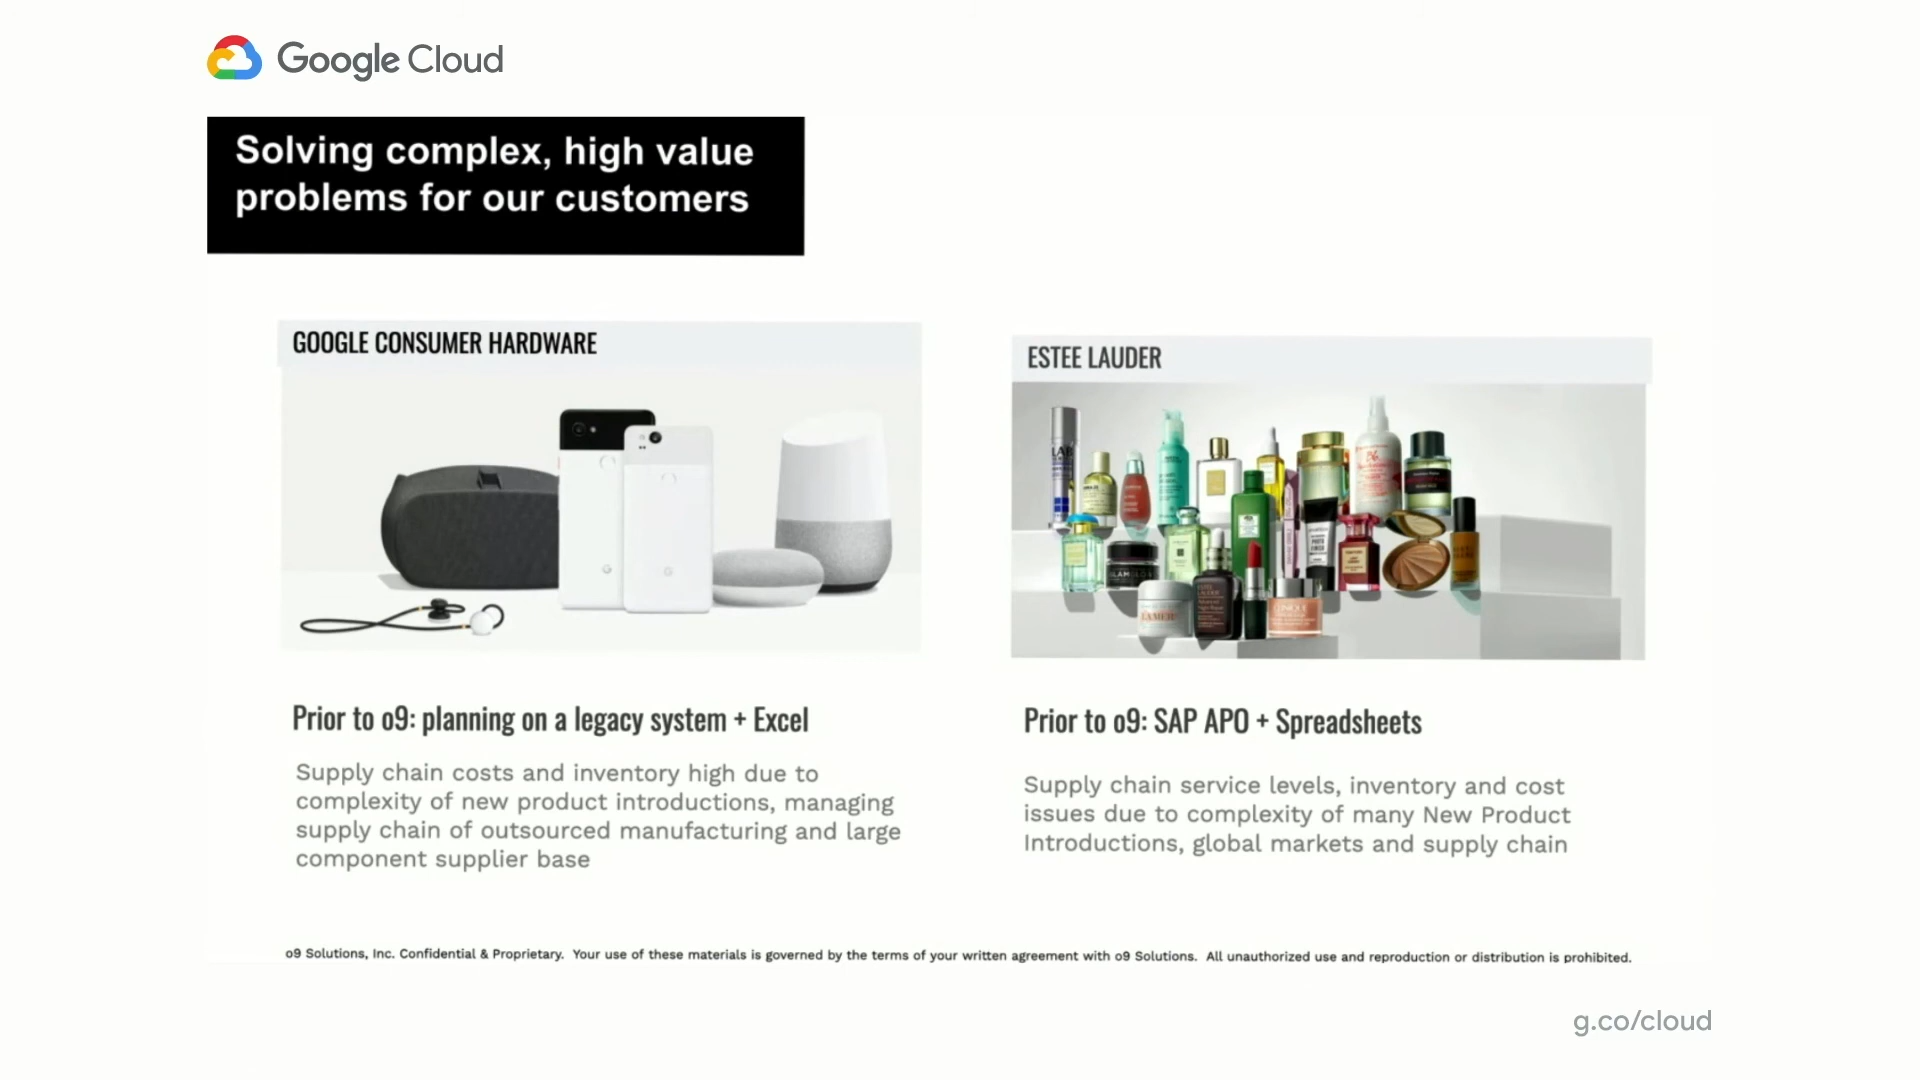 Google Cloud
Solving complex, high value
problems for our customers
GOOGLE CONSUMER HARDWARE
ESTEE LAUDER
LAB
Bb.
CLINIQUE
LA MER
Prior to o9: planning on a legacy system + Excel
Supply chain costs and inventory high due to
complexity of new product introductions, managing
supply chain of outsourced manufacturing and large
component supplier base
Prior to o9: SAP APO + Spreadsheets
Supply chain service levels, inventory and cost
issues due to complexity of many New Product
Introductions, global markets and supply chain
o9 Solutions, Inc. Confidential & Proprietary. Your use of these materials is governed by the terms of your written agreement with o9 Solutions. All unauthorized use and reproduction or distribution is prohibited.
g.co/cloud